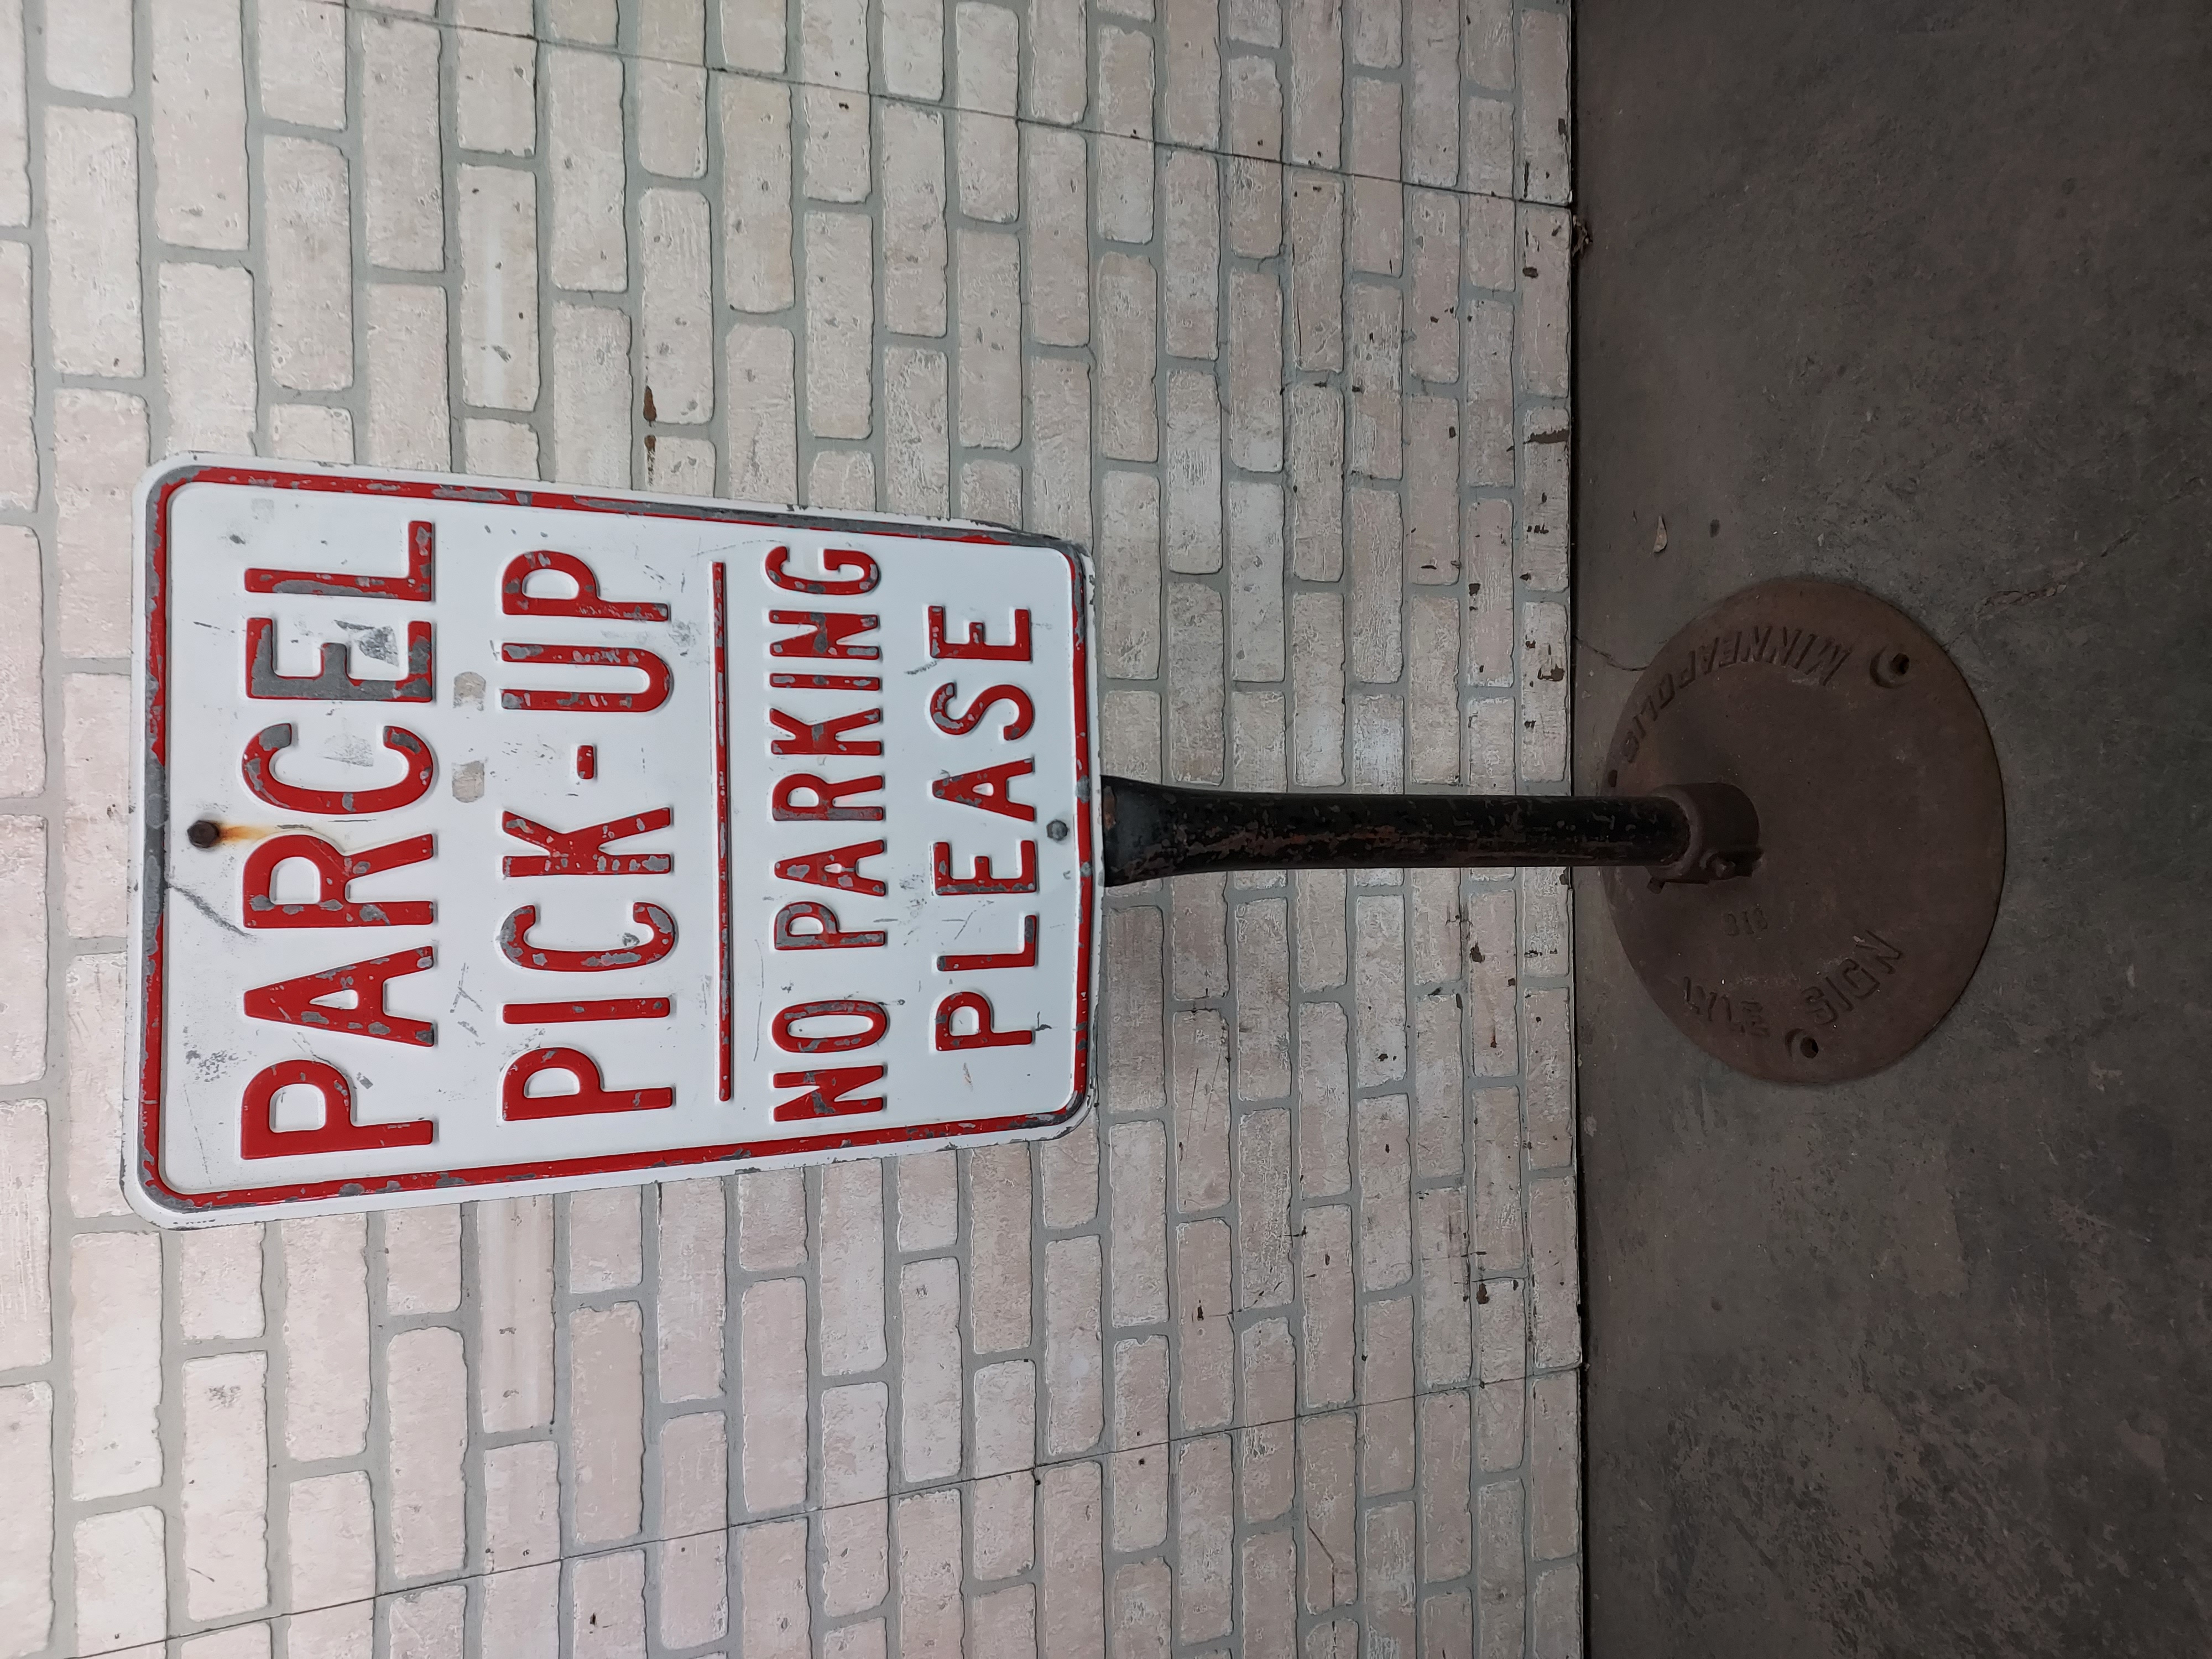 PARCEL
PICK-UP
NO PARKING
PLEASE
LYLE SIGN
MINNEAPOLIS